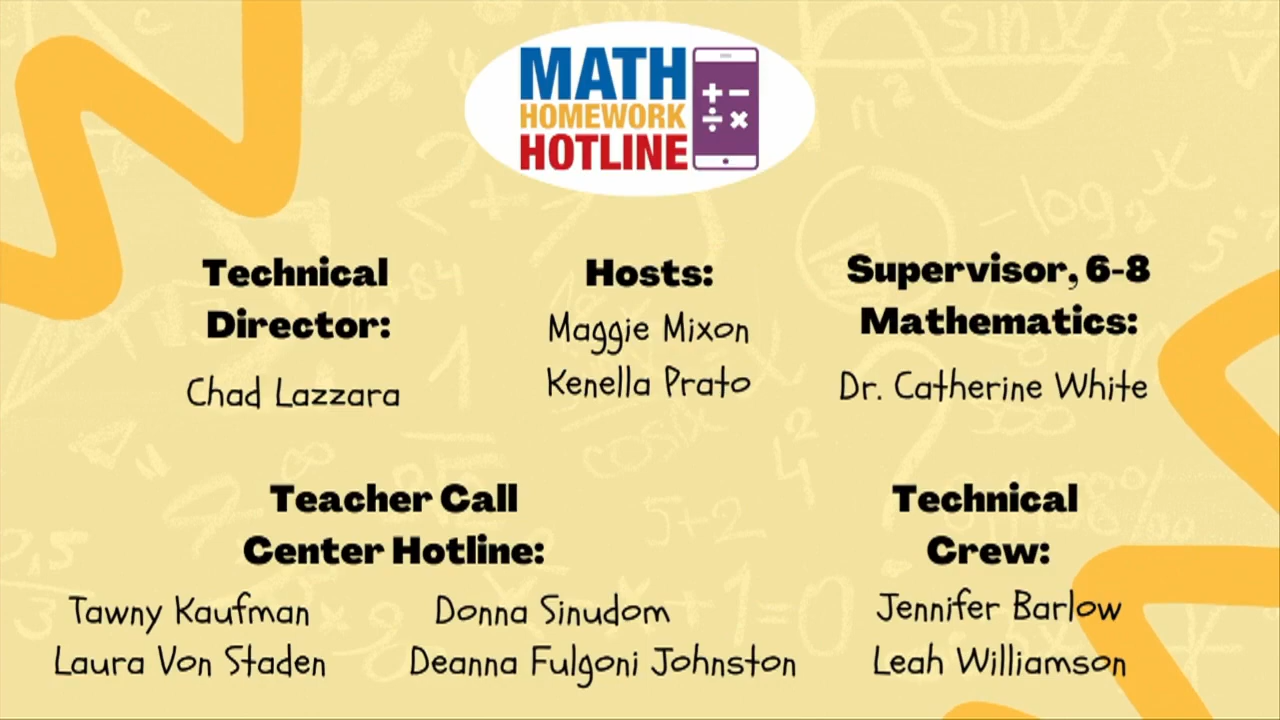 MATH
HOMEWORK
HOTLINE
Technical
Director:
Chad Lazzara
Hosts:
Maggie Mixon
Kenella Prato
Supervisor, 6-8
Mathematics:
Dr. Catherine White
Teacher Call
Center Hotline:
Tawny Kaufman
Donna Sinudom
Laura Von Staden
Deanna Fulgoni Johnston
Technical
Crew:
Jennifer Barlow
Leah Williamson